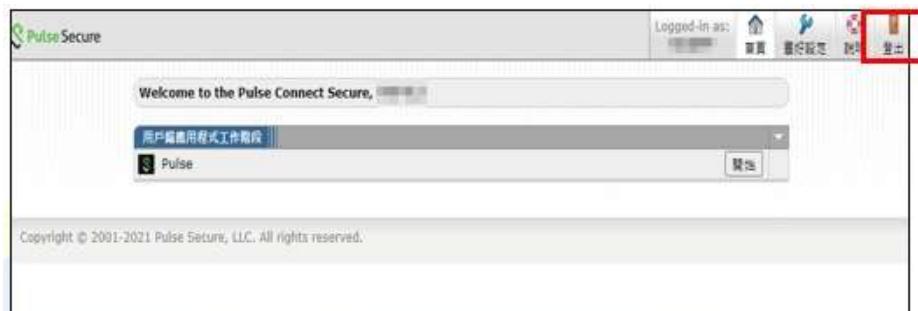 Pulse Secure
Logged-in as:
首頁
喜好設定
說明
登出
Welcome to the Pulse Connect Secure,
用戶端應用程式工作階段
Pulse
開始
Copyright © 2001-2021 Pulse Secure, LLC. All rights reserved.